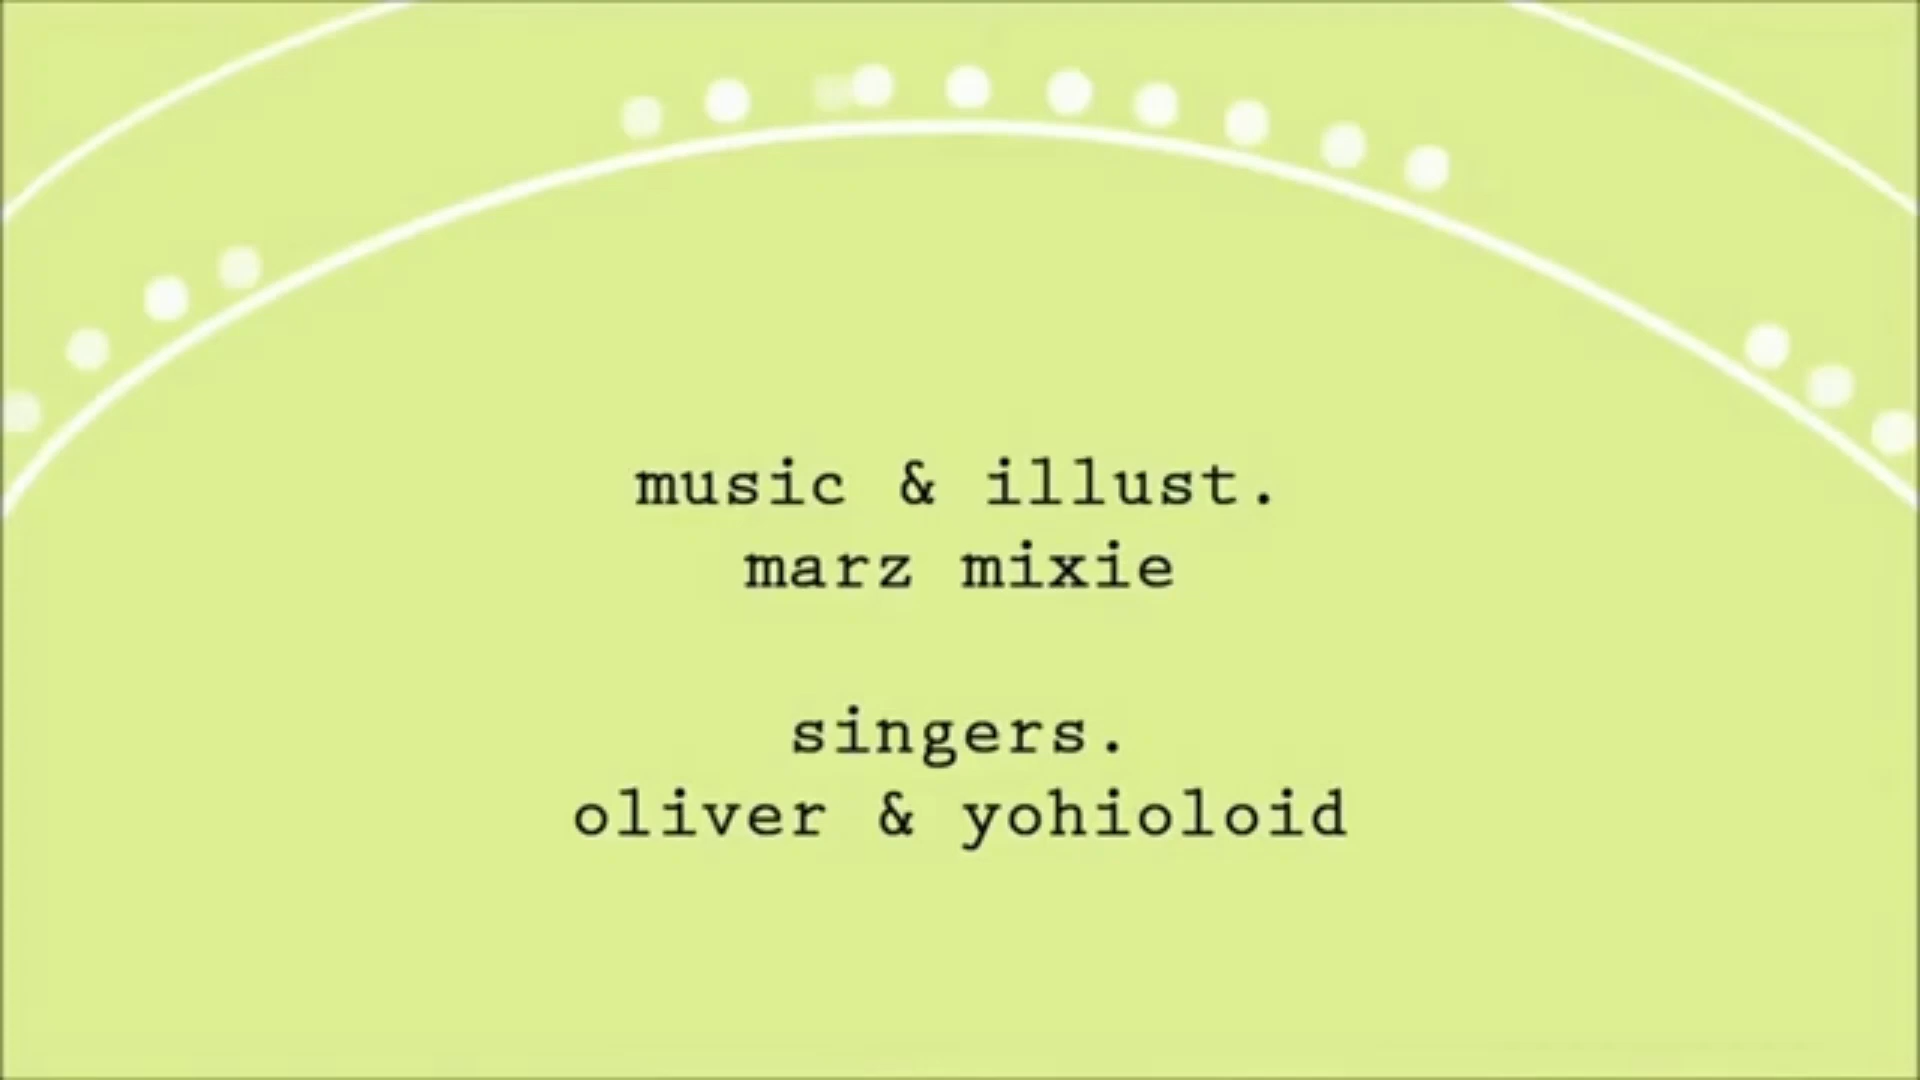 music & illust.
marz mixie
singers.
oliver & yohioloid